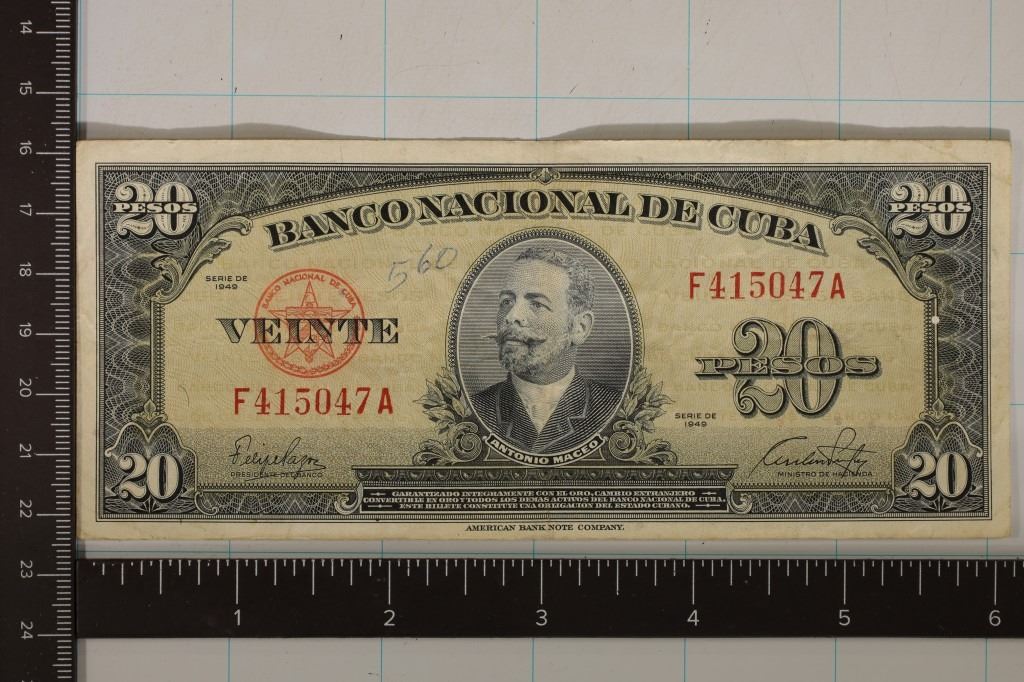 20 PESOS
BANCO NACIONAL DE CUBA
20 PESOS
SERIE DE
1949
BANCO NACIONAL DE CUBA
560
F415047A
VEINTE
20 PESOS
F415047A
SERIE DE
1949
ANTONIO MACEO
PRESIDENTE DEL BANCO
MINISTRO DE HACIENDA
20
20
GARANTIZADO INTEGRAMENTE CON EL ORO, CAMBIO EXTRANJERO
CONVERTIBLE EN ORO Y TODOS LOS DEMAS ACTIVOS DEL BANCO NACIONAL DE CUBA.
ESTE BILLETE CONSTITUYE UNA OBLIGACION DEL ESTADO CUBANO.
AMERICAN BANK NOTE COMPANY.
14
15
16
17
18
19
20
21
22
23
24
1 2 3 4 5 6